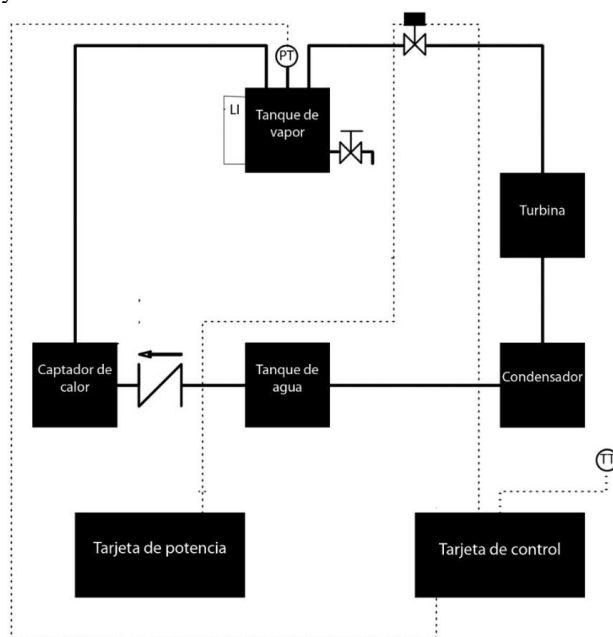 PT
LI
Tanque de
vapor
Turbina
Captador de
calor
Tanque de
agua
Condensador
TT
Tarjeta de potencia
Tarjeta de control